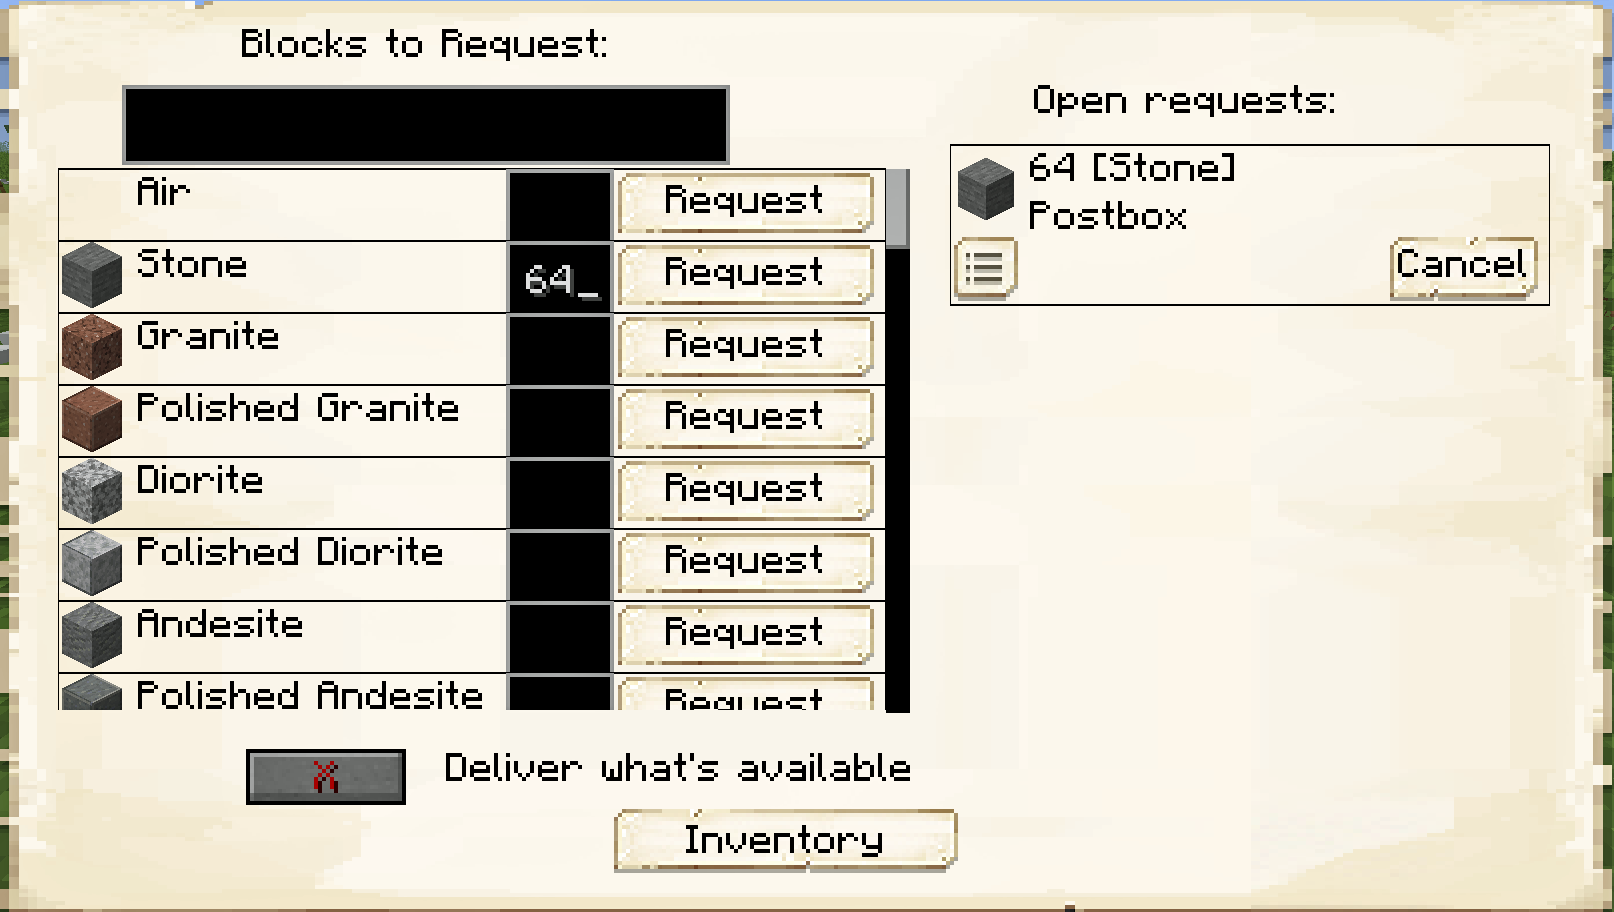 Blocks to Request:
Air
Request
Stone
64_
Request
Granite
Request
Polished Granite
Request
Diorite
Request
Polished Diorite
Request
Andesite
Request
Polished Andesite
Request
X
Deliver what's available
Inventory
Open requests:
64 [Stone]
Postbox
Cancel